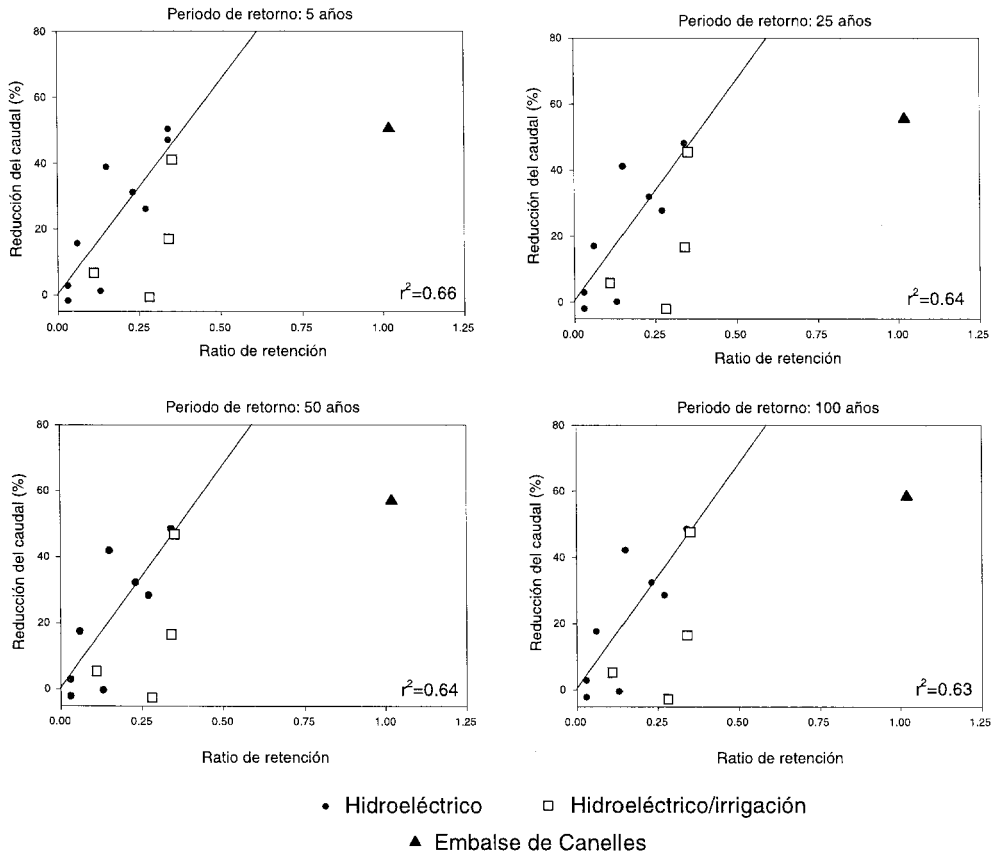 Periodo de retorno: 5 años
Reducción del caudal (%)
80
60
40
20
0
0.00 0.25 0.50 0.75 1.00 1.25
r²=0.66
Ratio de retención
Periodo de retorno: 25 años
Reducción del caudal (%)
80
60
40
20
0
0.00 0.25 0.50 0.75 1.00 1.25
r²=0.64
Ratio de retención
Periodo de retorno: 50 años
Reducción del caudal (%)
80
60
40
20
0
0.00 0.25 0.50 0.75 1.00 1.25
r²=0.64
Ratio de retención
Periodo de retorno: 100 años
Reducción del caudal (%)
80
60
40
20
0
0.00 0.25 0.50 0.75 1.00 1.25
r²=0.63
Ratio de retención
Hidroeléctrico
Hidroeléctrico/irrigación
Embalse de Canelles